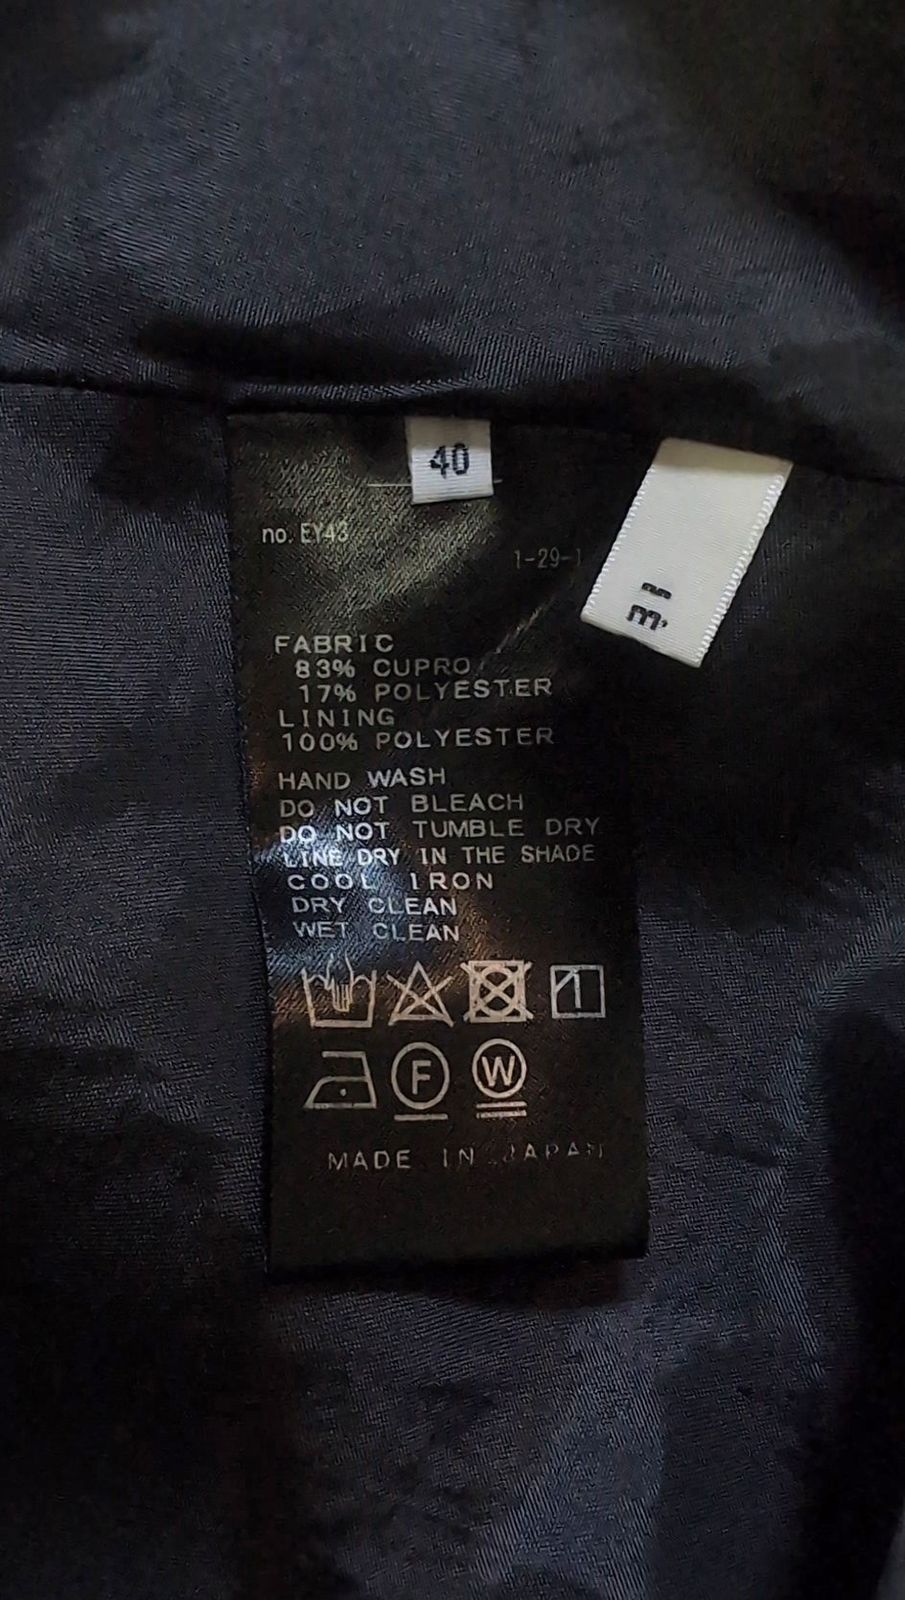 40
no. EY43
1-29-1
FABRIC
83% CUPRO
17% POLYESTER
LINING
100% POLYESTER
HAND WASH
DO NOT BLEACH
DO NOT TUMBLE DRY
LINE DRY IN THE SHADE
COOL IRON
DRY CLEAN
WET CLEAN
F
W
MADE IN JAPAN